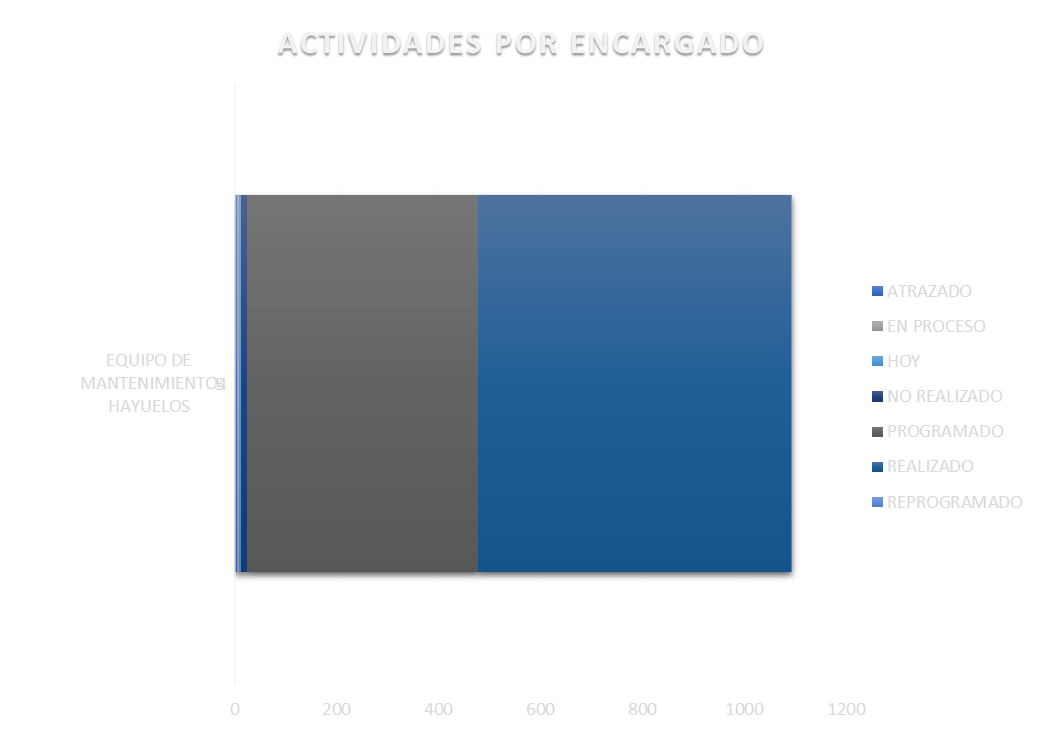 ACTIVIDADES POR ENCARGADO
EQUIPO DE
MANTENIMIENTO
HAYUELOS
0
200
400
600
800
1000
1200
ATRAZADO
EN PROCESO
HOY
NO REALIZADO
PROGRAMADO
REALIZADO
REPROGRAMADO